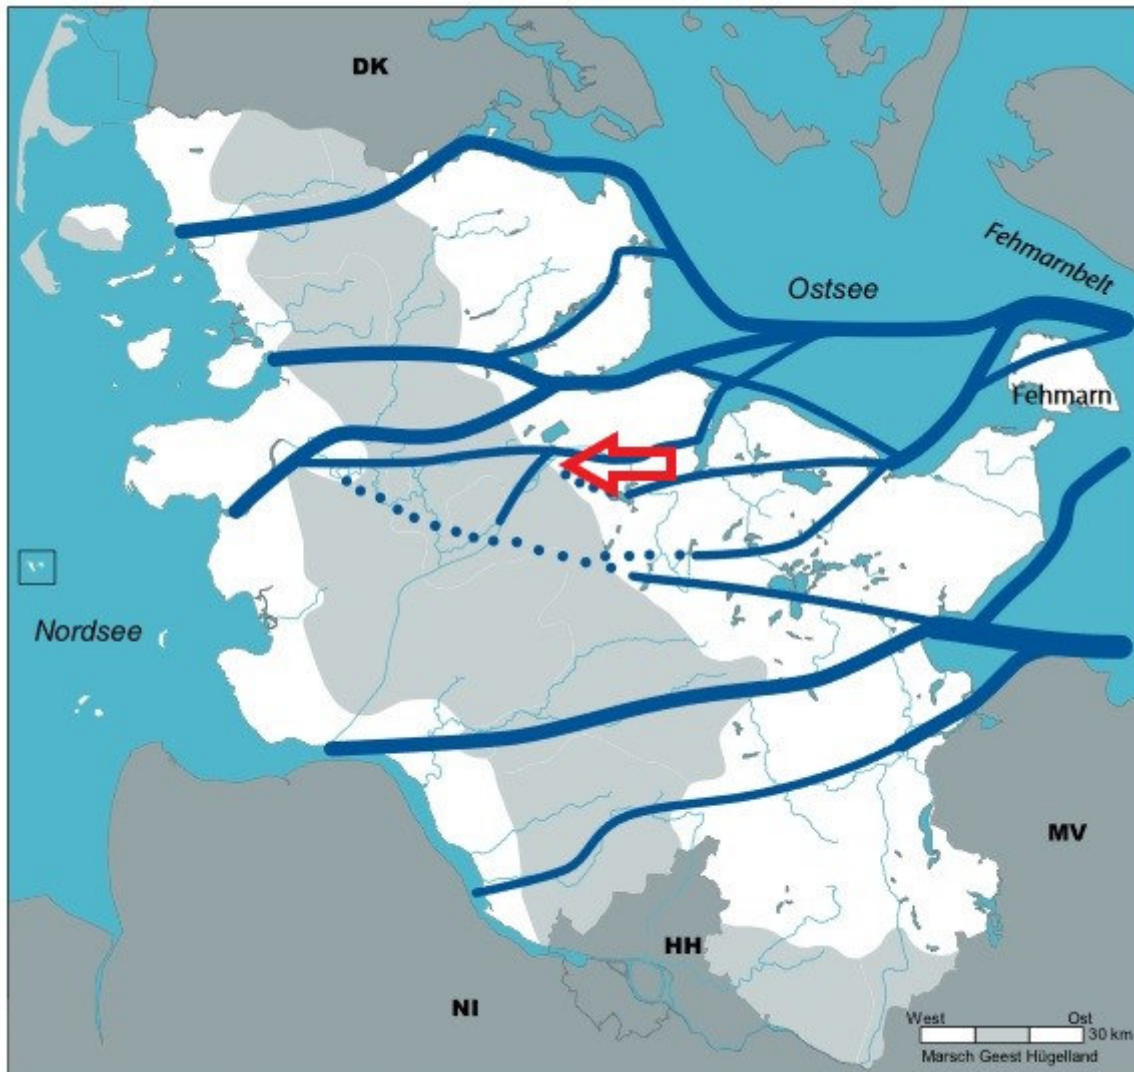 DK
Fehmarnbelt
Ostsee
Fehmarn
Nordsee
MV
HH
NI
West Ost
30 km
Marsch Geest Hügelland